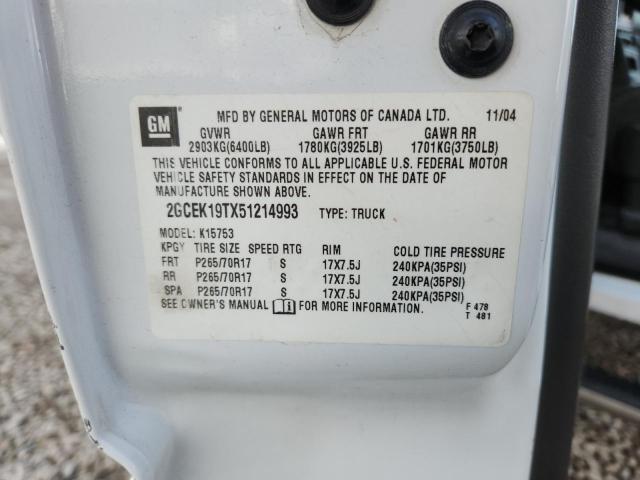 GM
MFD BY GENERAL MOTORS OF CANADA LTD. 11/04
GVWR GAWR FRT GAWR RR
2903KG(6400LB) 1780KG(3925LB) 1701KG(3750LB)
THIS VEHICLE CONFORMS TO ALL APPLICABLE U.S. FEDERAL MOTOR
VEHICLE SAFETY STANDARDS IN EFFECT ON THE DATE OF
MANUFACTURE SHOWN ABOVE.
2GCEK19TX51214993 TYPE: TRUCK
MODEL: K15753
KPGY TIRE SIZE SPEED RTG RIM COLD TIRE PRESSURE
FRT P265/70R17 S 17X7.5J 240KPA(35PSI)
RR P265/70R17 S 17X7.5J 240KPA(35PSI)
SPA P265/70R17 S 17X7.5J 240KPA(35PSI)
SEE OWNER'S MANUAL i FOR MORE INFORMATION. F 478
T 481